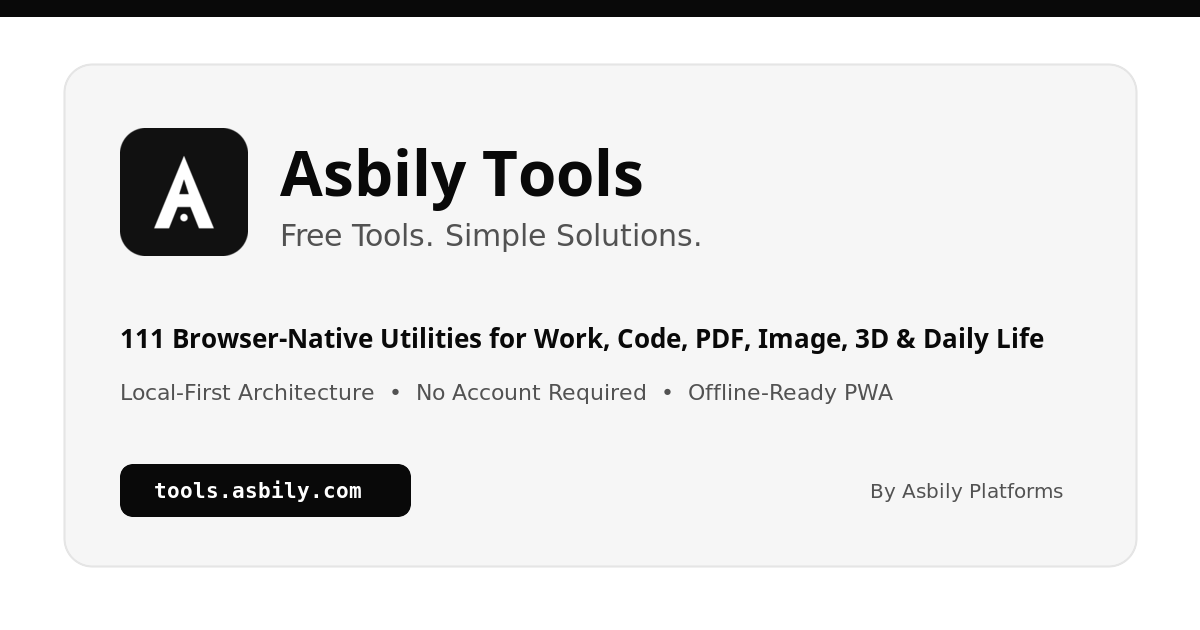 Asbily Tools
Free Tools. Simple Solutions.
111 Browser-Native Utilities for Work, Code, PDF, Image, 3D & Daily Life
Local-First Architecture • No Account Required • Offline-Ready PWA
tools.asbily.com
By Asbily Platforms